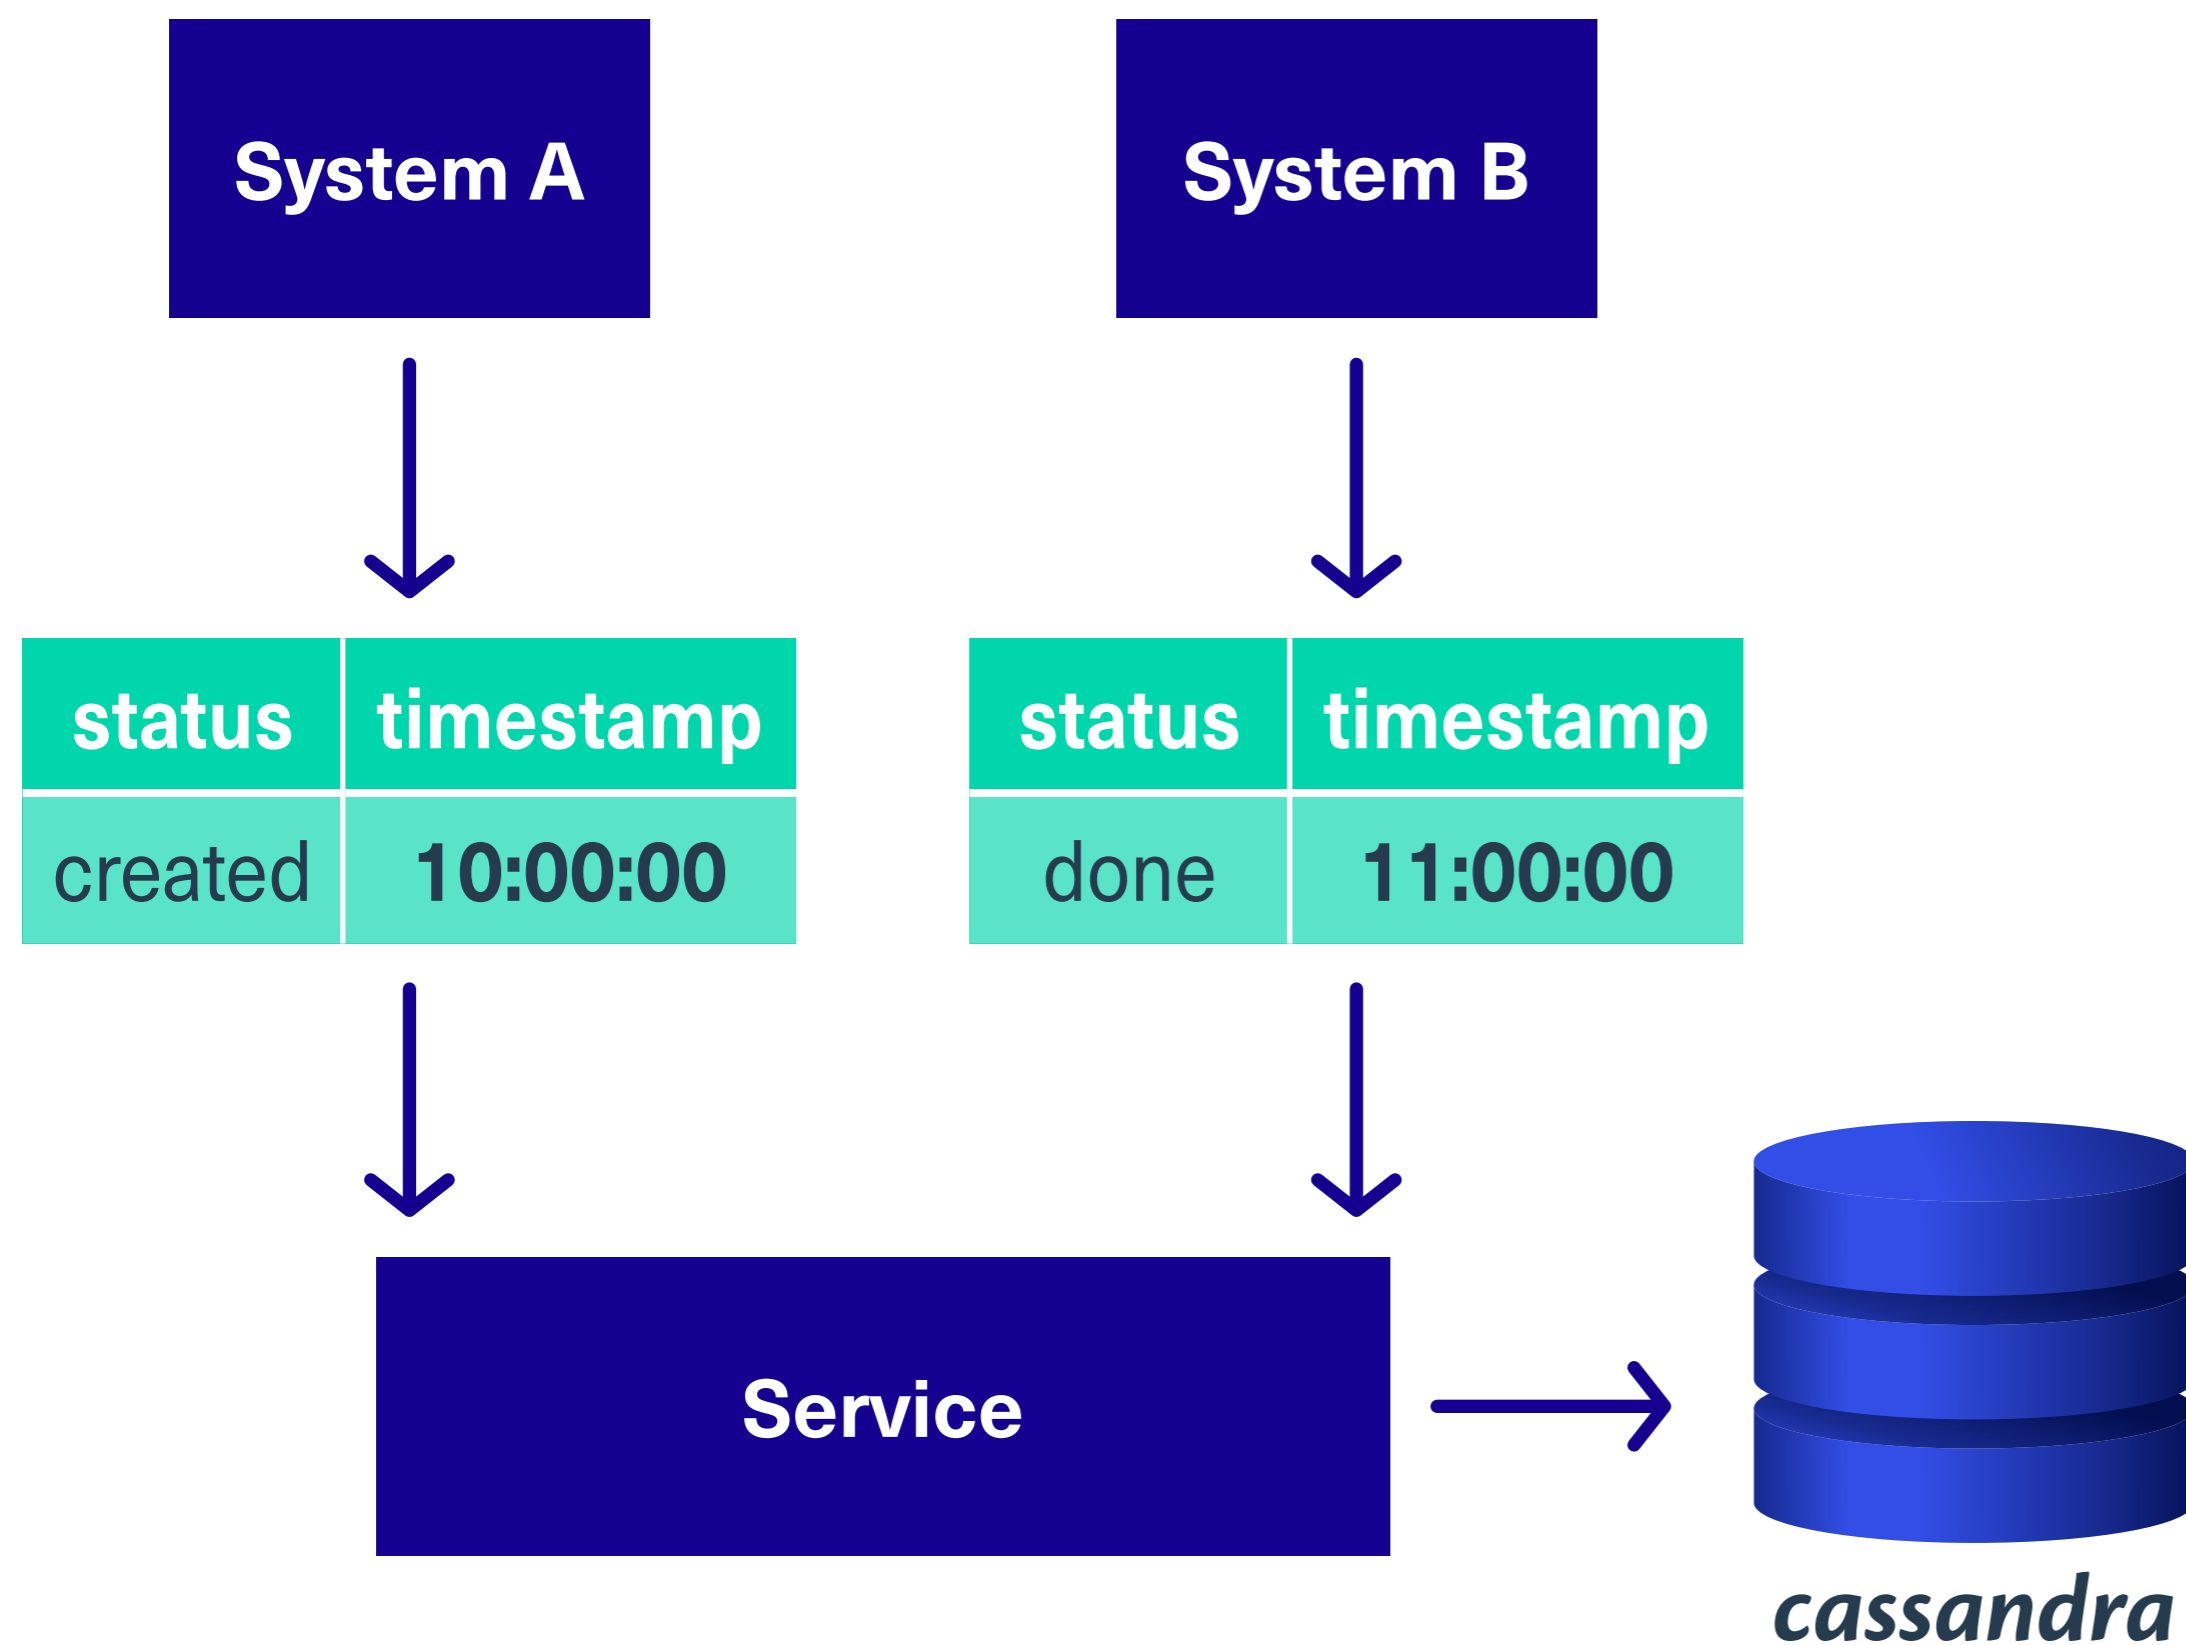 System A
System B
status timestamp
created 10:00:00
status timestamp
done 11:00:00
Service
cassandra